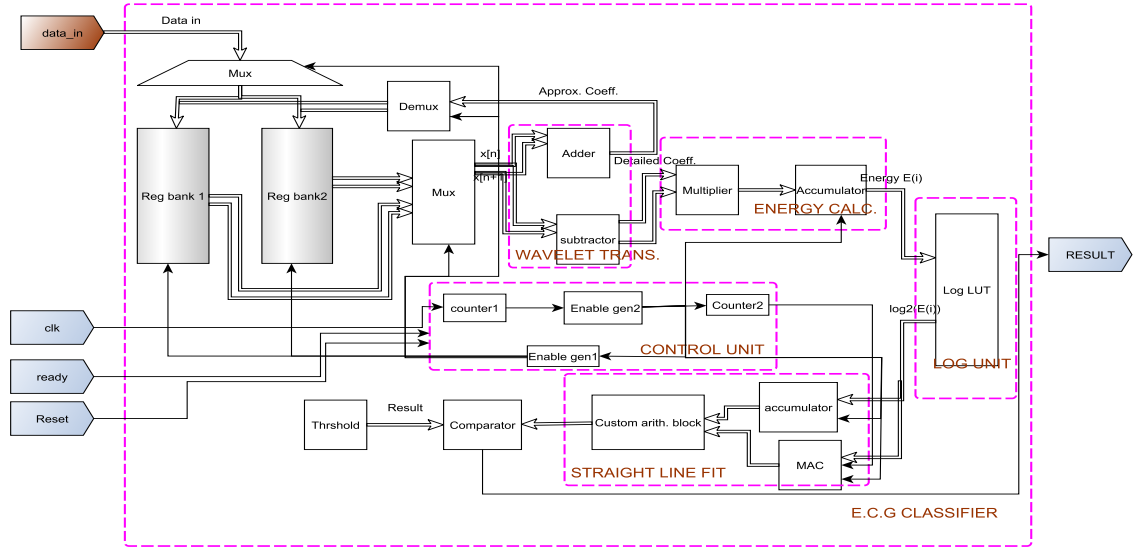 Data in
data_in
Mux
Demux
Approx. Coeff.
Reg bank 1
Reg bank2
Mux
x[n]
x[n+1]
Adder
Detailed Coeff.
subtractor
WAVELET TRANS.
Multiplier
Accumulator
Energy E(i)
ENERGY CALC.
Log LUT
log2(E(i))
LOG UNIT
RESULT
clk
ready
Reset
counter1
Enable gen2
Counter2
Enable gen1
CONTROL UNIT
Thrshold
Result
Comparator
Custom arith. block
accumulator
MAC
STRAIGHT LINE FIT
E.C.G CLASSIFIER